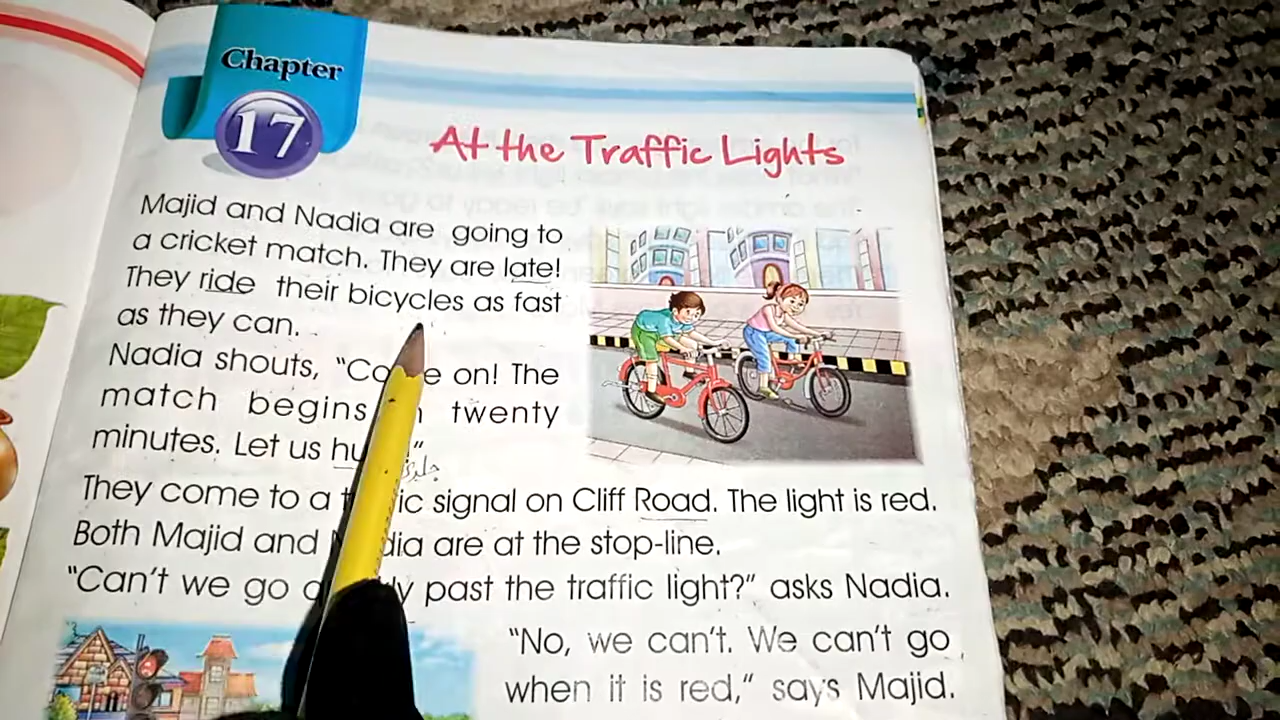 Chapter
17
At the Traffic Lights
Majid and Nadia are going to
a cricket match. They are late!
They ride their bicycles as fast
as they can.
Nadia shouts, "Co e on! The
match begins twenty
minutes. Let us hu "
They come to a t ic signal on Cliff Road. The light is red.
Both Majid and N dia are at the stop-line.
"Can't we go y past the traffic light?" asks Nadia.
"No, we can't. We can't go
when it is red," says Majid.